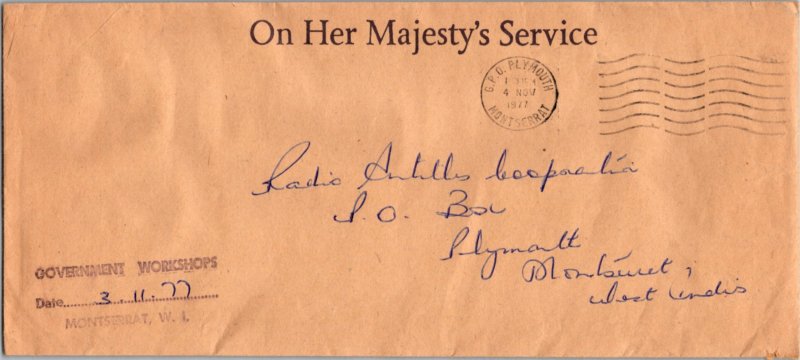 On Her Majesty's Service
G.P.O. PLYMOUTH
4 NOV
1977
MONTSERRAT
Radio Antilles
P. O. Box
Plymouth
Montserrat,
West Indies
GOVERNMENT WORKSHOPS
Date 3.11.77
MONTSERRAT, W. I.